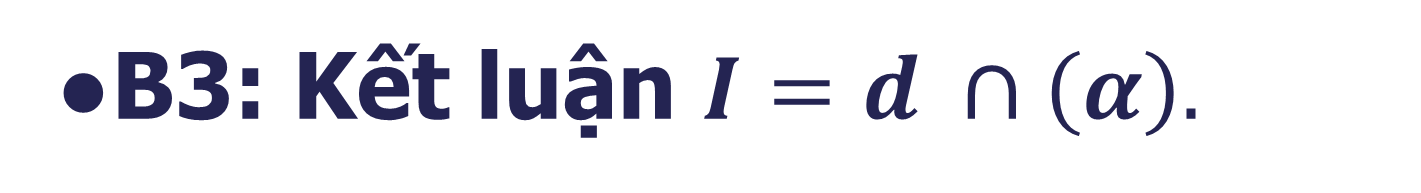 •B3: Kết luận 𝑰 = 𝒅 ∩ (𝜶).